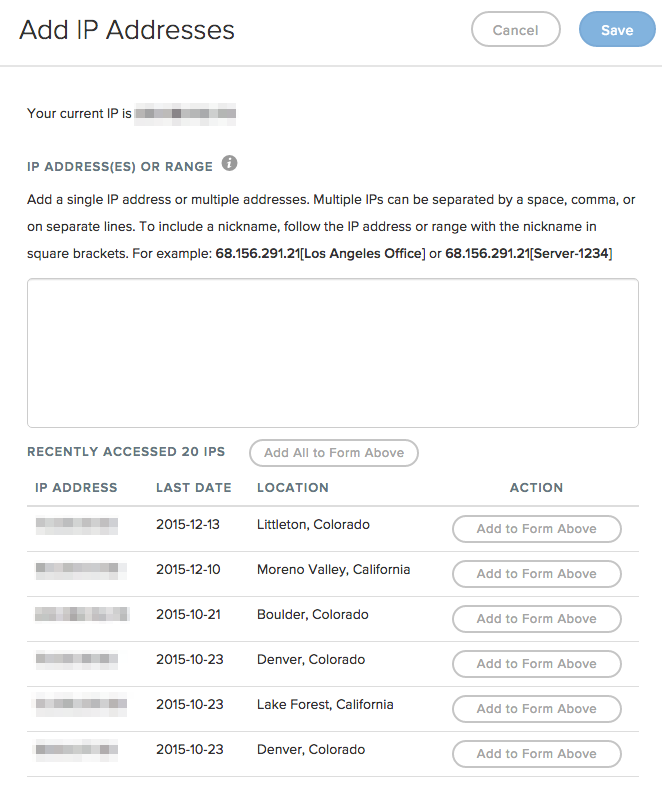 Add IP Addresses
Cancel
Save
Your current IP is
IP ADDRESS(ES) OR RANGE
Add a single IP address or multiple addresses. Multiple IPs can be separated by a space, comma, or
on separate lines. To include a nickname, follow the IP address or range with the nickname in
square brackets. For example: 68.156.291.21[Los Angeles Office] or 68.156.291.21[Server-1234]
RECENTLY ACCESSED 20 IPS
Add All to Form Above
IP ADDRESS LAST DATE LOCATION ACTION
2015-12-13 Littleton, Colorado Add to Form Above
2015-12-10 Moreno Valley, California Add to Form Above
2015-10-21 Boulder, Colorado Add to Form Above
2015-10-23 Denver, Colorado Add to Form Above
2015-10-23 Lake Forest, California Add to Form Above
2015-10-23 Denver, Colorado Add to Form Above